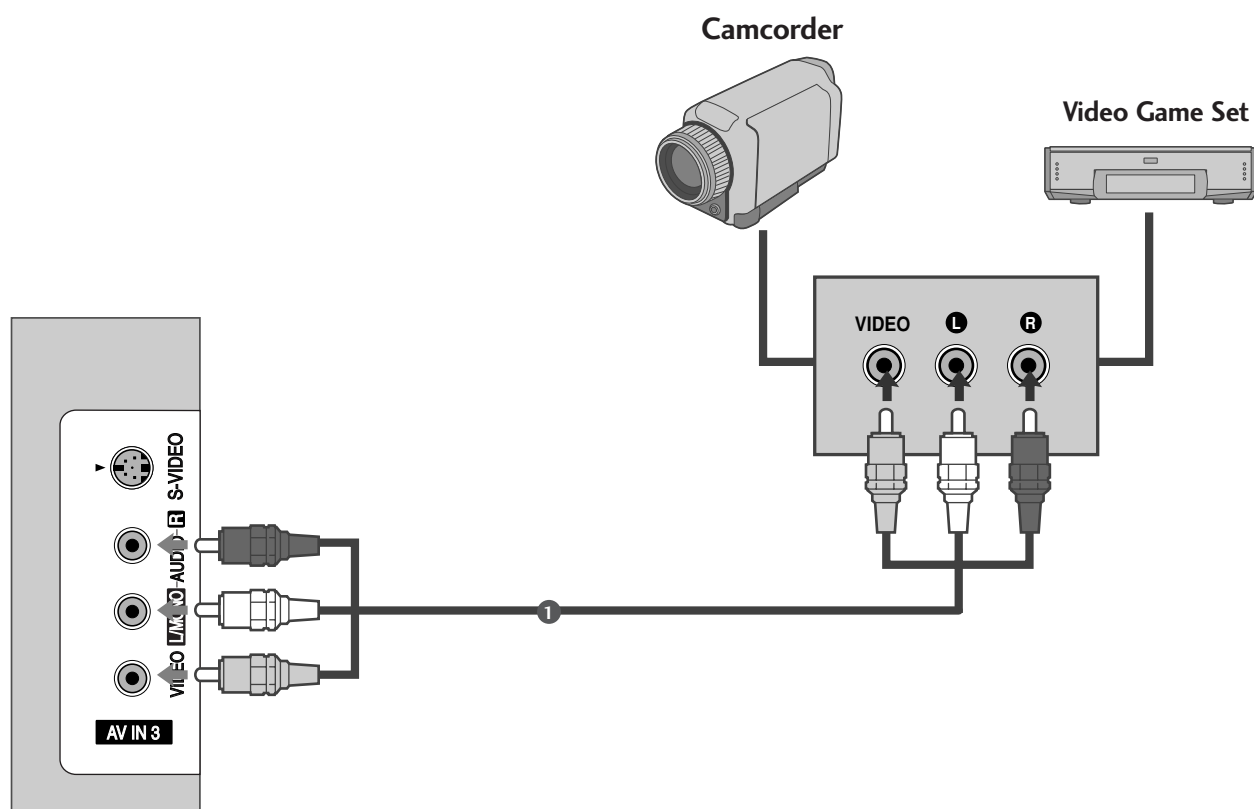 Camcorder
Video Game Set
VIDEO
L
R
S-VIDEO
R
AUDIO
L/MONO
VIDEO
AV IN 3
1